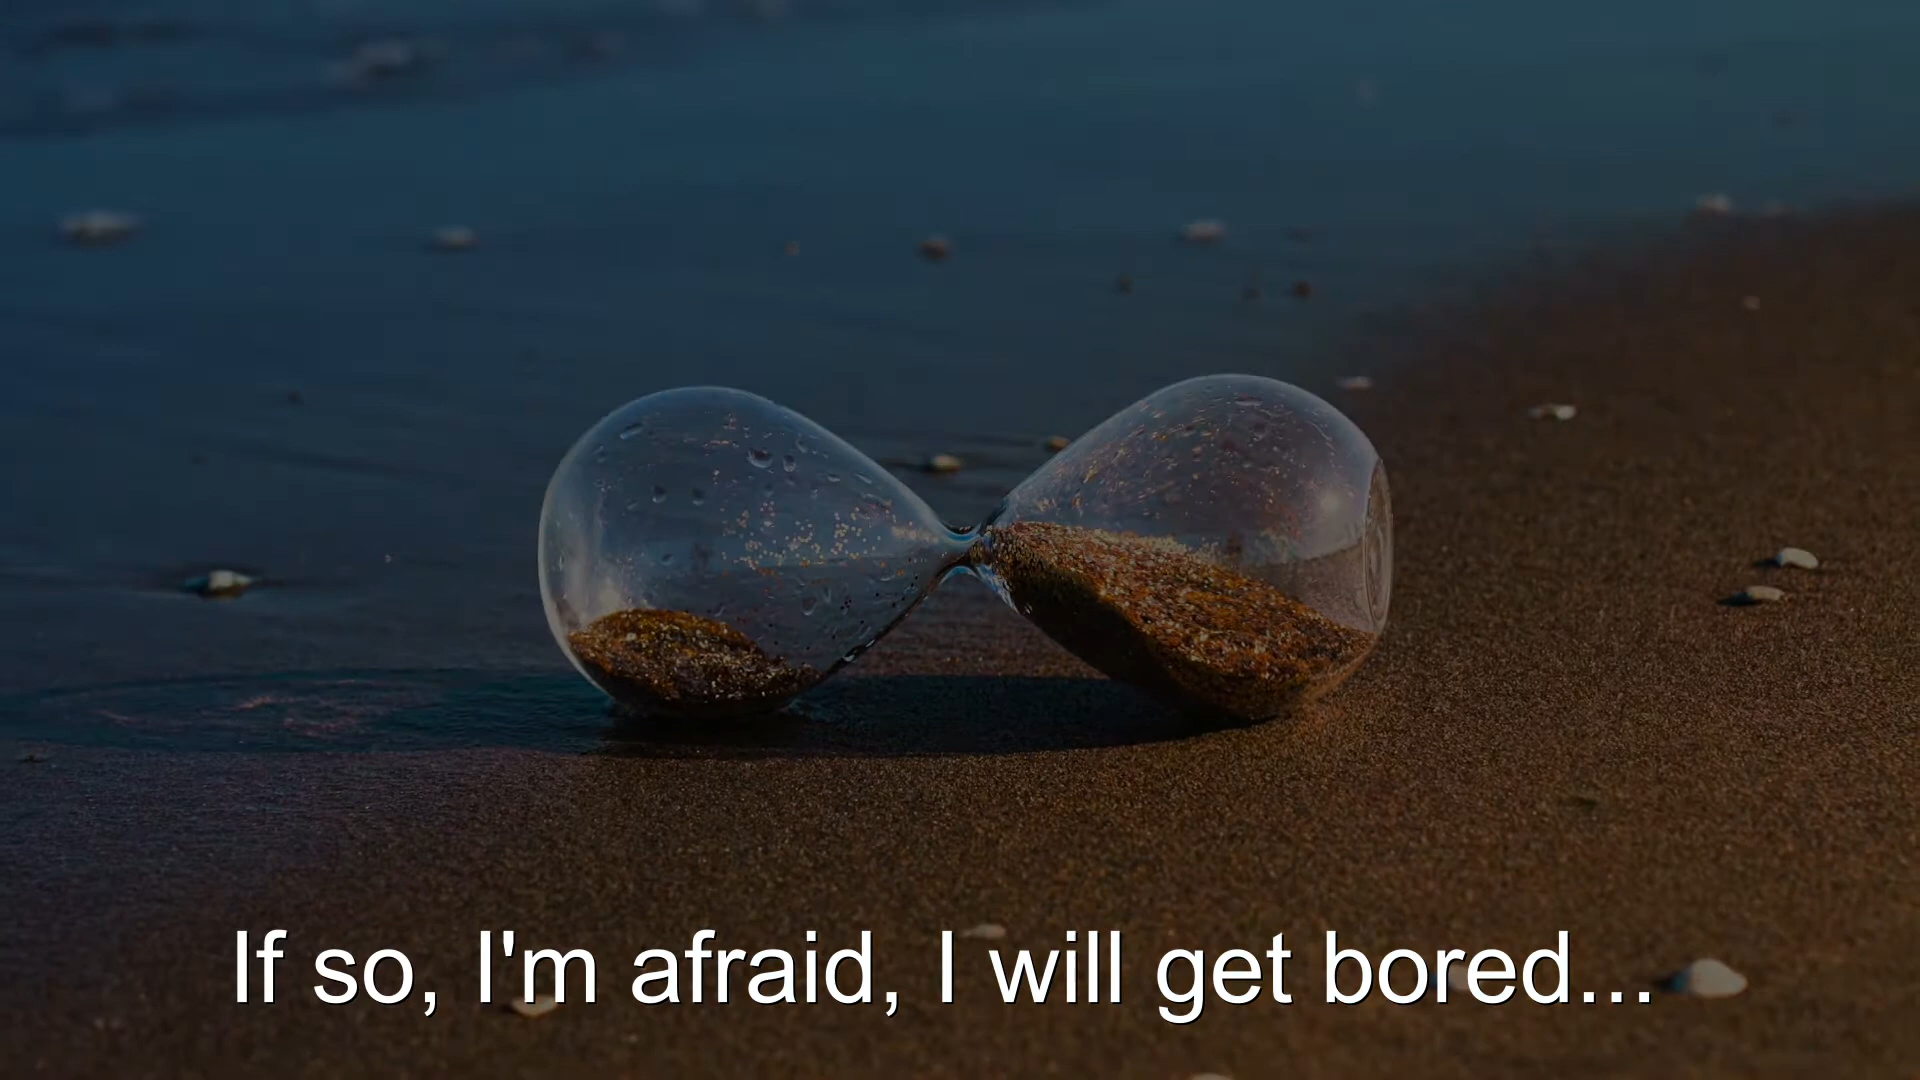 If so, I'm afraid, I will get bored...